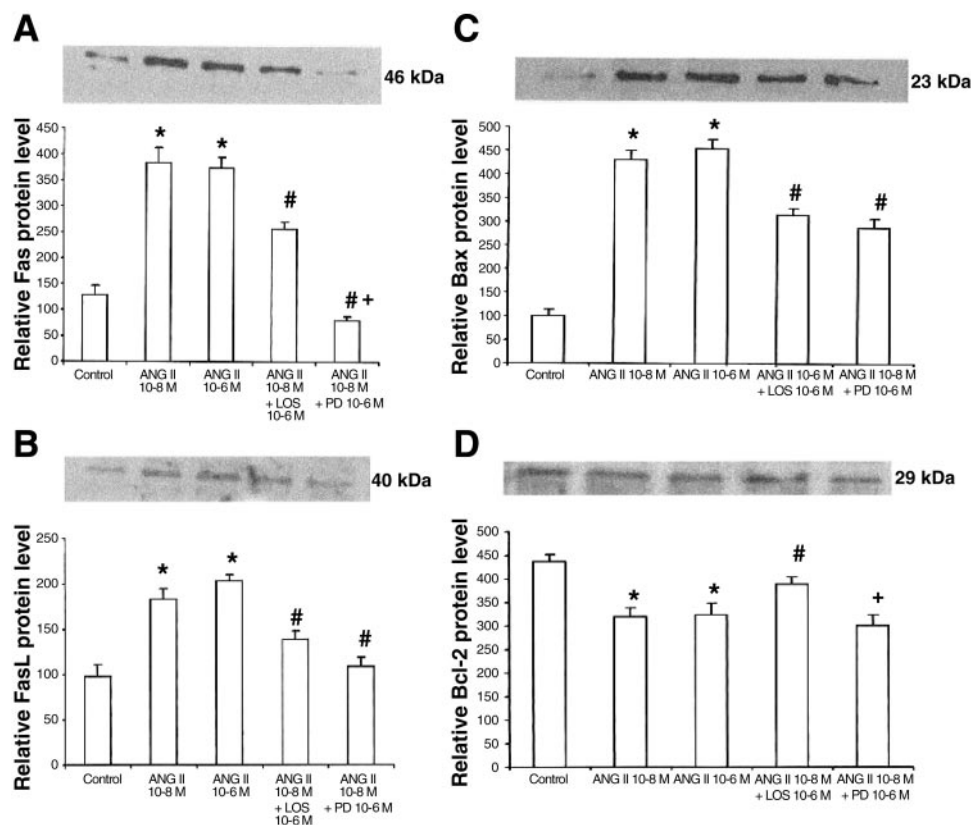 A
46 kDa
Relative Fas protein level
450
400
350
300
250
200
150
100
50
0
*
*
#
# +
Control
ANG II
10-8 M
ANG II
10-6 M
ANG II
10-8 M
+ LOS
10-6 M
ANG II
10-8 M
+ PD 10-6 M
B
40 kDa
Relative FasL protein level
250
200
150
100
50
0
*
*
#
#
Control
ANG II
10-8 M
ANG II
10-6 M
ANG II
10-8 M
+ LOS
10-6 M
ANG II
10-8 M
+ PD 10-6 M
C
23 kDa
Relative Bax protein level
500
450
400
350
300
250
200
150
100
50
0
*
*
#
#
Control
ANG II 10-8 M
ANG II 10-6 M
ANG II 10-6 M
+ LOS 10-6 M
ANG II 10-8 M
+ PD 10-6 M
D
29 kDa
Relative Bcl-2 protein level
500
450
400
350
300
250
200
150
100
50
0
*
*
#
+
Control
ANG II 10-8 M
ANG II 10-6 M
ANG II 10-8 M
+ LOS 10-6 M
ANG II 10-8 M
+ PD 10-6 M